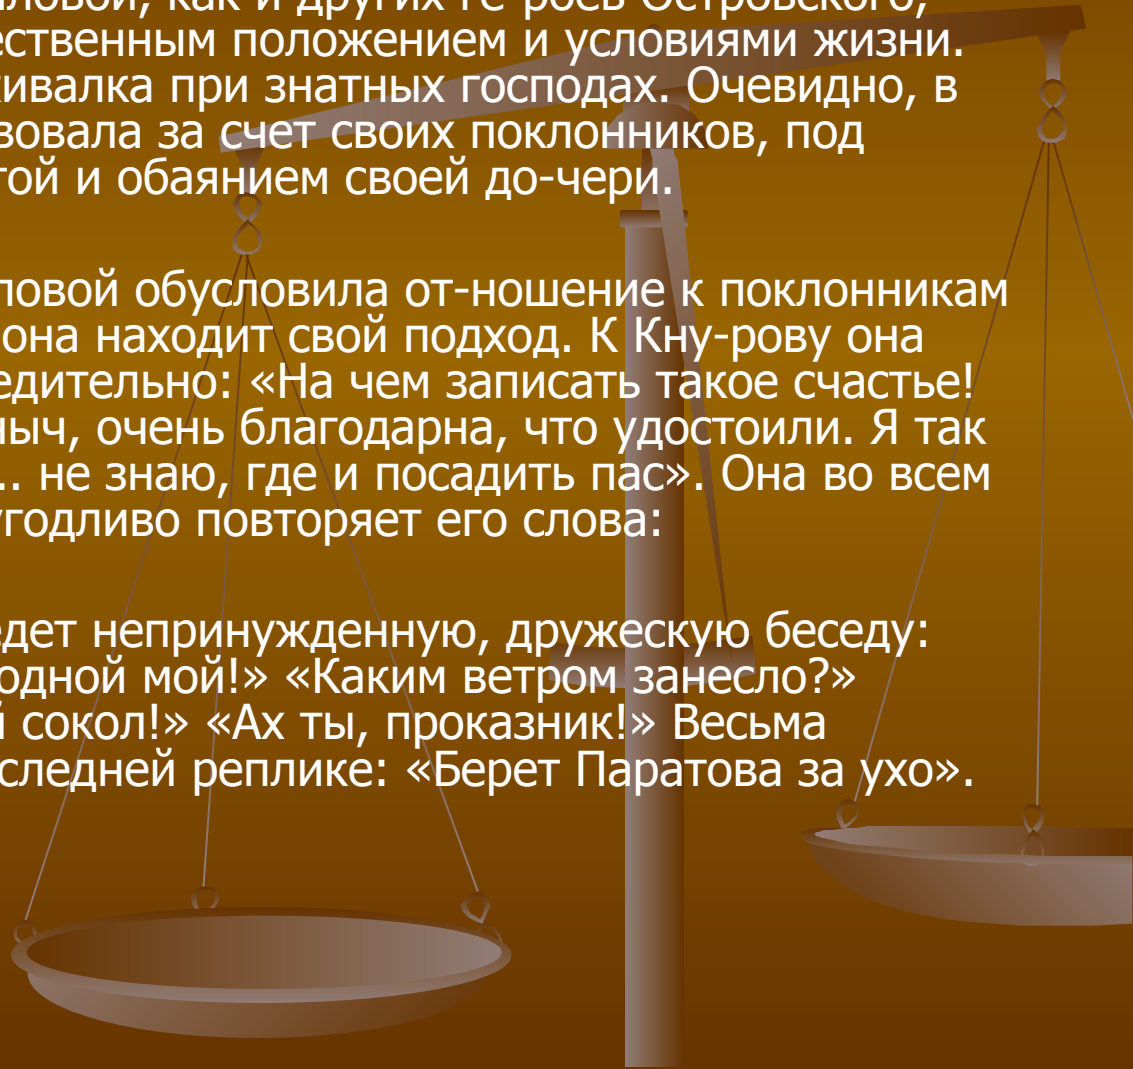 ловой, как и других ге-роев Островского,
ественным положением и условиями жизни.
ивалка при знатных господах. Очевидно, в
вовала за счет своих поклонников, под
той и обаянием своей до-чери.
ловой обусловила от-ношение к поклонникам
она находит свой подход. К Кну-рову она
едительно: «На чем записать такое счастье!
ныч, очень благодарна, что удостоили. Я так
.. не знаю, где и посадить пас». Она во всем
угодливо повторяет его слова:
едет непринужденную, дружескую беседу:
одной мой!» «Каким ветром занесло?»
й сокол!» «Ах ты, проказник!» Весьма
следней реплике: «Берет Паратова за ухо».